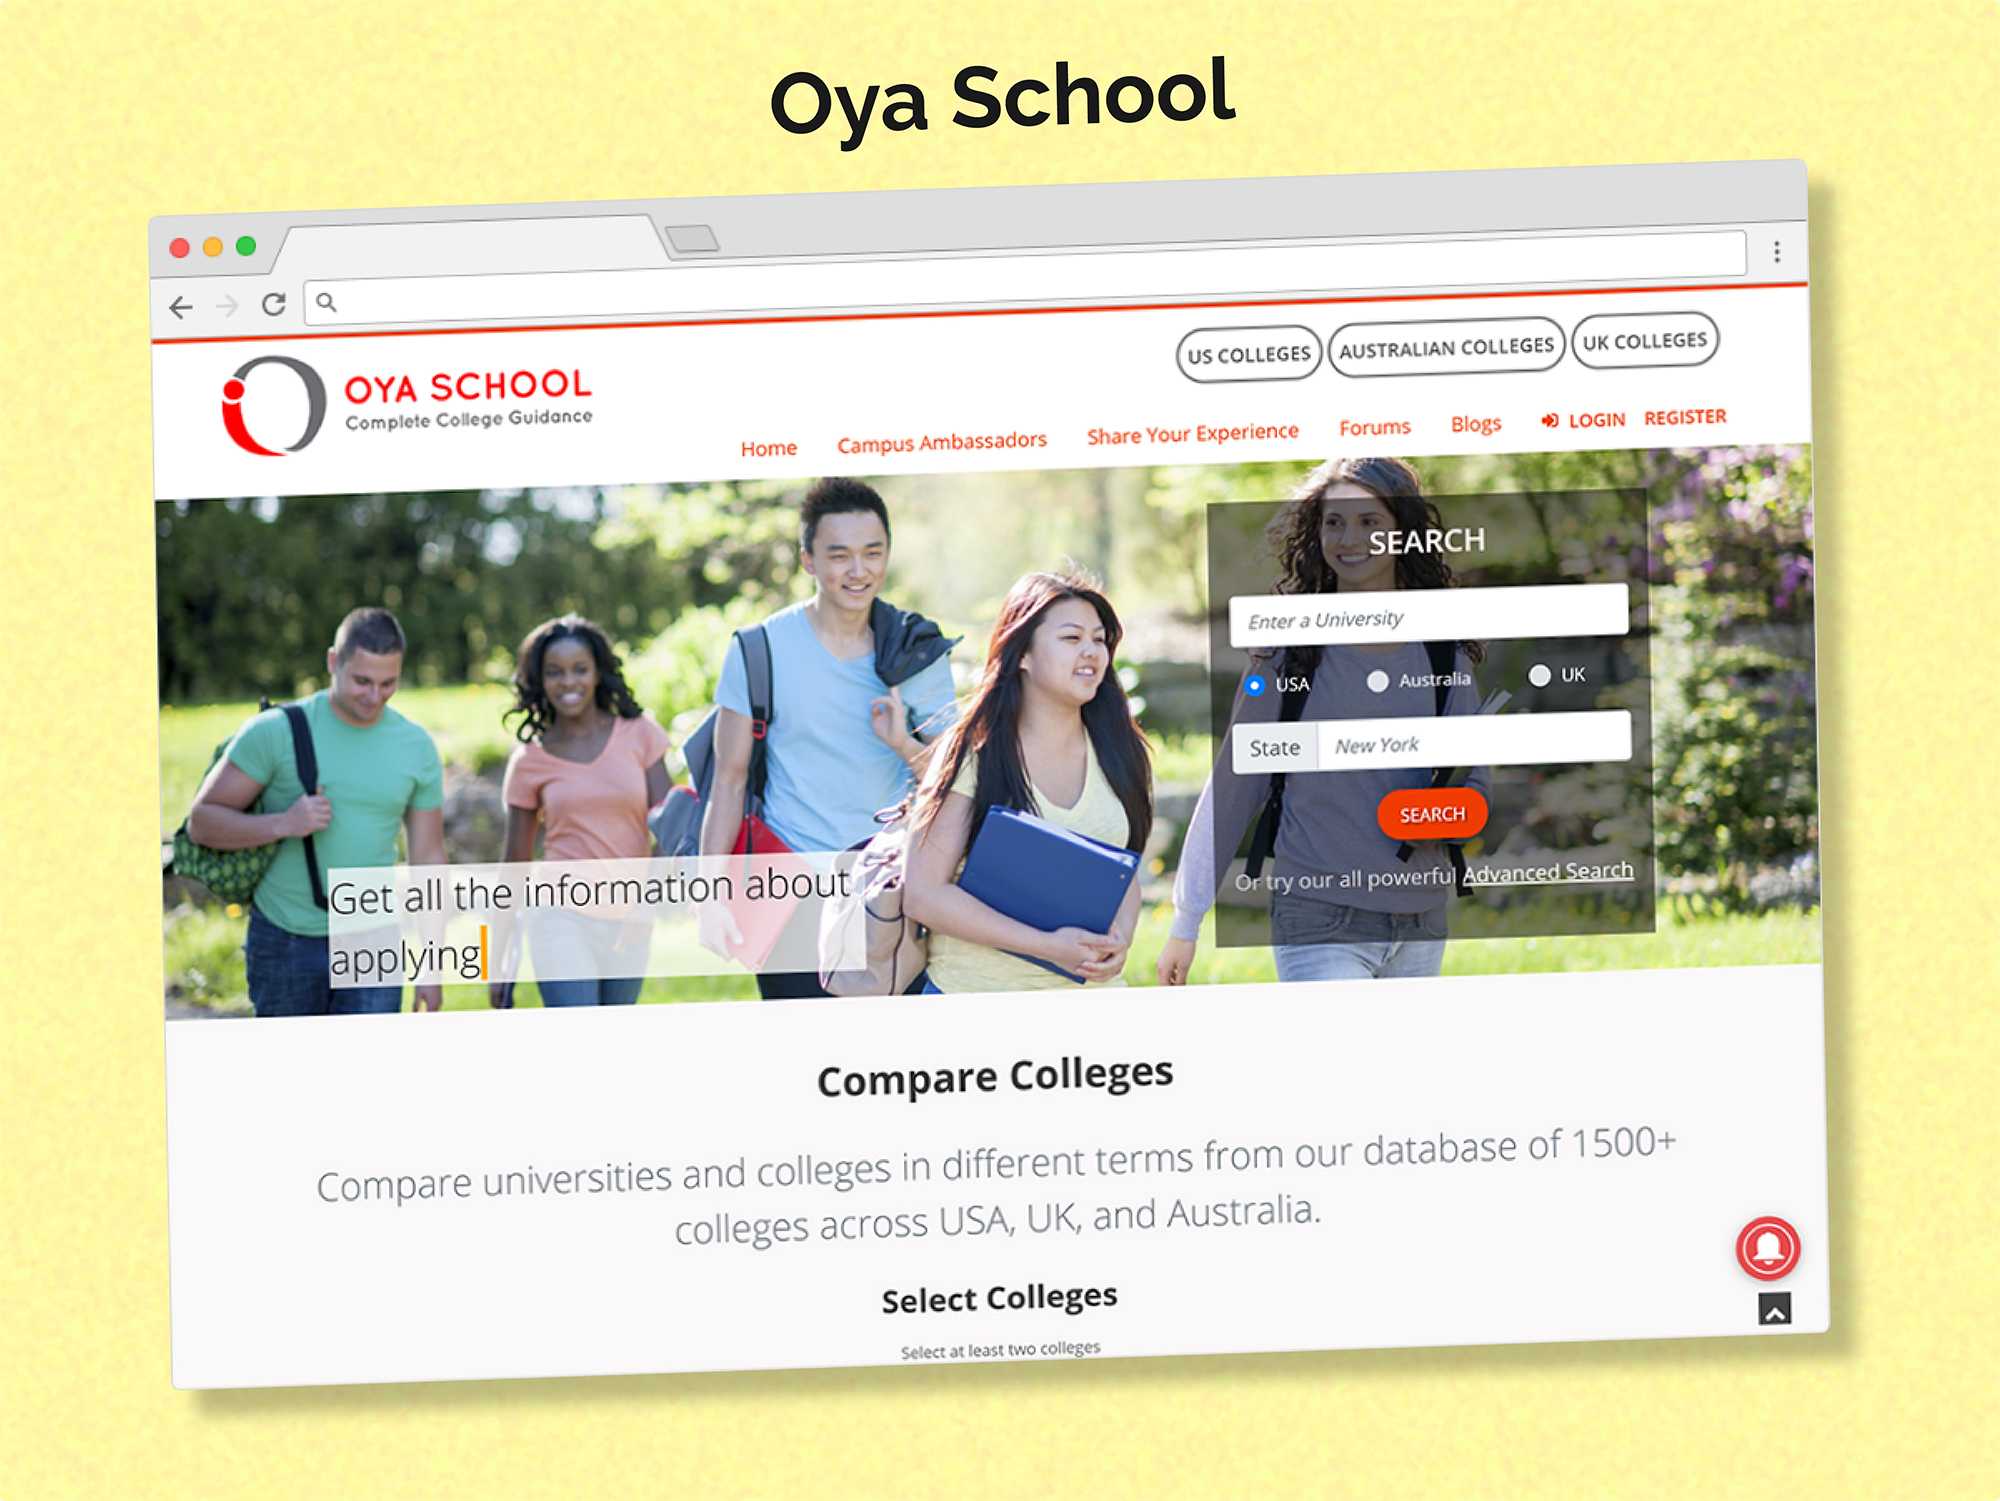 Oya School
US COLLEGES AUSTRALIAN COLLEGES UK COLLEGES
OYA SCHOOL
Complete College Guidance
Home Campus Ambassadors Share Your Experience Forums Blogs LOGIN REGISTER
SEARCH
Enter a University
USA Australia UK
State New York
SEARCH
Or try our all powerful Advanced Search
Get all the information about
applying
Compare Colleges
Compare universities and colleges in different terms from our database of 1500+
colleges across USA, UK, and Australia.
Select Colleges
Select at least two colleges